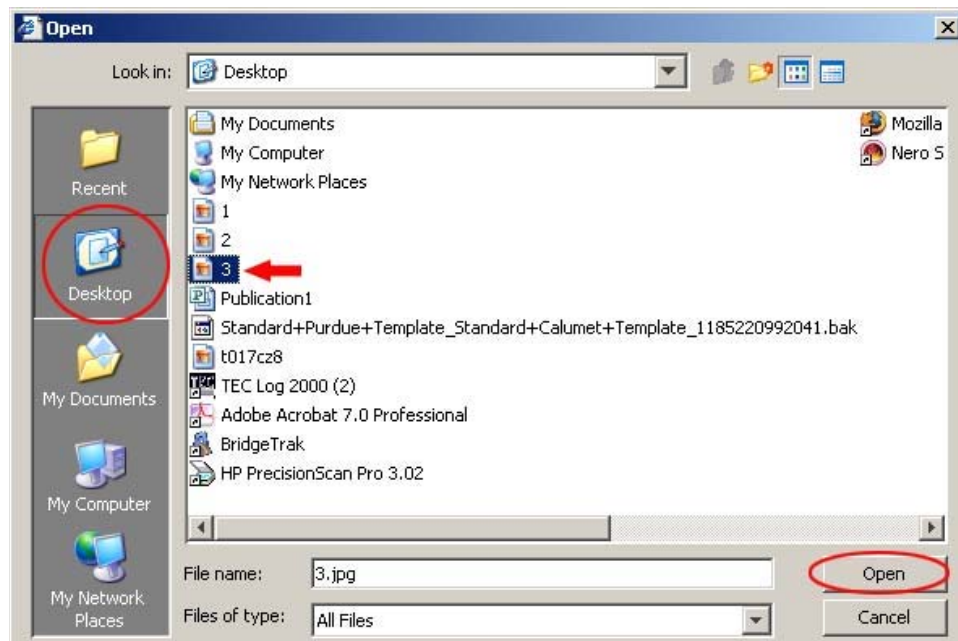 Open
Look in: Desktop
Recent
Desktop
My Documents
My Computer
My Network
Places
My Documents
My Computer
My Network Places
1
2
3
Publication1
Standard+Purdue+Template_Standard+Calumet+Template_1185220992041.bak
t017cz8
TEC Log 2000 (2)
Adobe Acrobat 7.0 Professional
BridgeTrak
HP PrecisionScan Pro 3.02
Mozilla
Nero S
File name: 3.jpg Open
Files of type: All Files Cancel